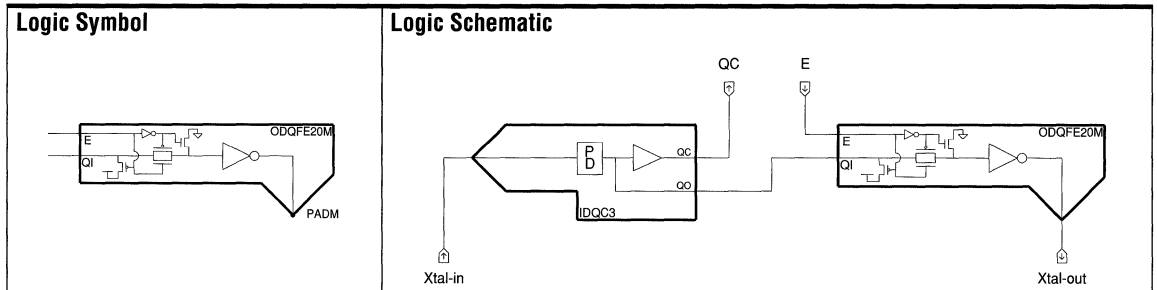 Logic Symbol
E
QI
ODQFE20M
PADM
Logic Schematic
QC
E
P
D
QC
QO
IDQC3
Xtal-in
E
QI
ODQFE20M
Xtal-out